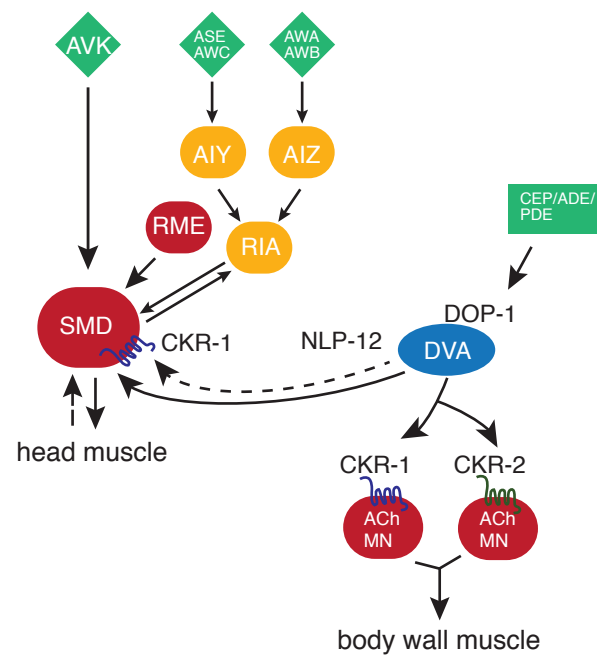 AVK
ASE
AWC
AWA
AWB
AIY
AIZ
CEP/ADE/
PDE
RME
RIA
DOP-1
SMD
CKR-1
NLP-12
DVA
head muscle
CKR-1
CKR-2
ACh
MN
ACh
MN
body wall muscle